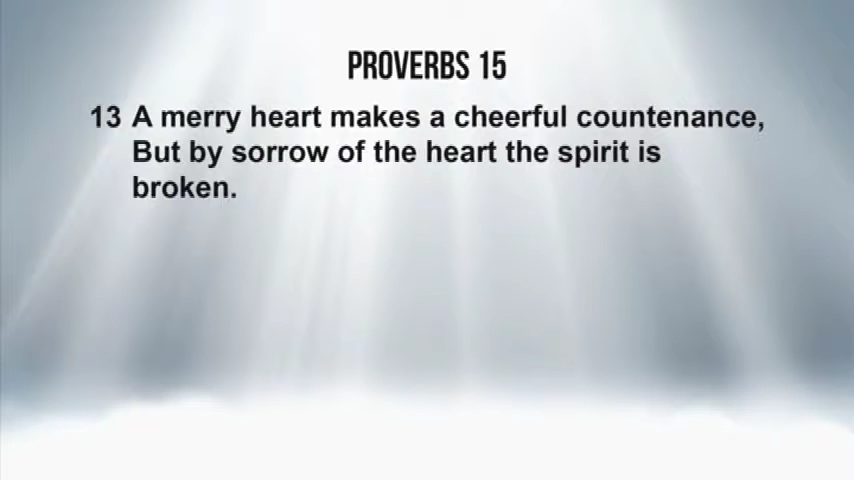 PROVERBS 15
13 A merry heart makes a cheerful countenance,
But by sorrow of the heart the spirit is
broken.